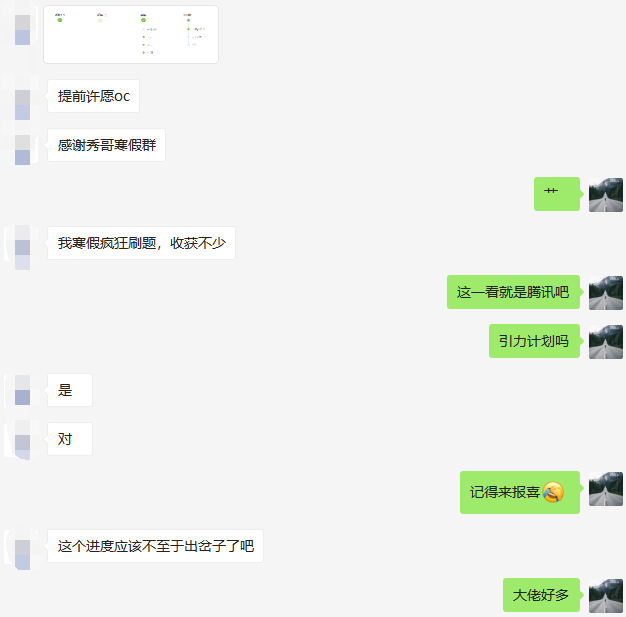 提前许愿oc
感谢秀哥寒假群
艹
我寒假疯狂刷题，收获不少
这一看就是腾讯吧
引力计划吗
是
对
记得来报喜😂
这个进度应该不至于出岔子了吧
大佬好多